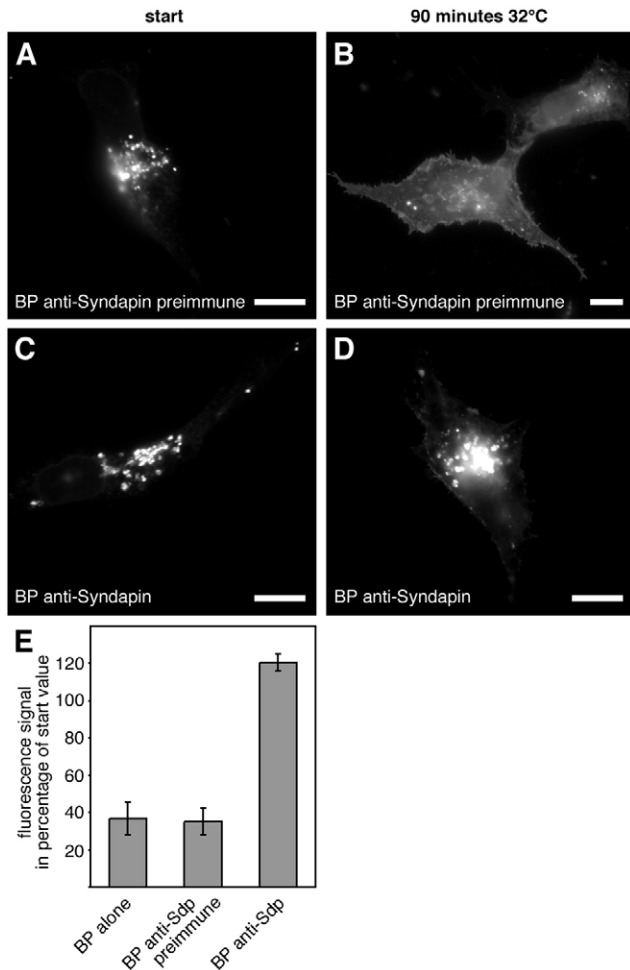 start
90 minutes 32°C
A
B
BP anti-Syndapin preimmune
BP anti-Syndapin preimmune
C
D
BP anti-Syndapin
BP anti-Syndapin
E
fluorescence signal
in percentage of start value
120
100
80
60
40
20
BP alone
BP anti-Sdp
preimmune
BP anti-Sdp